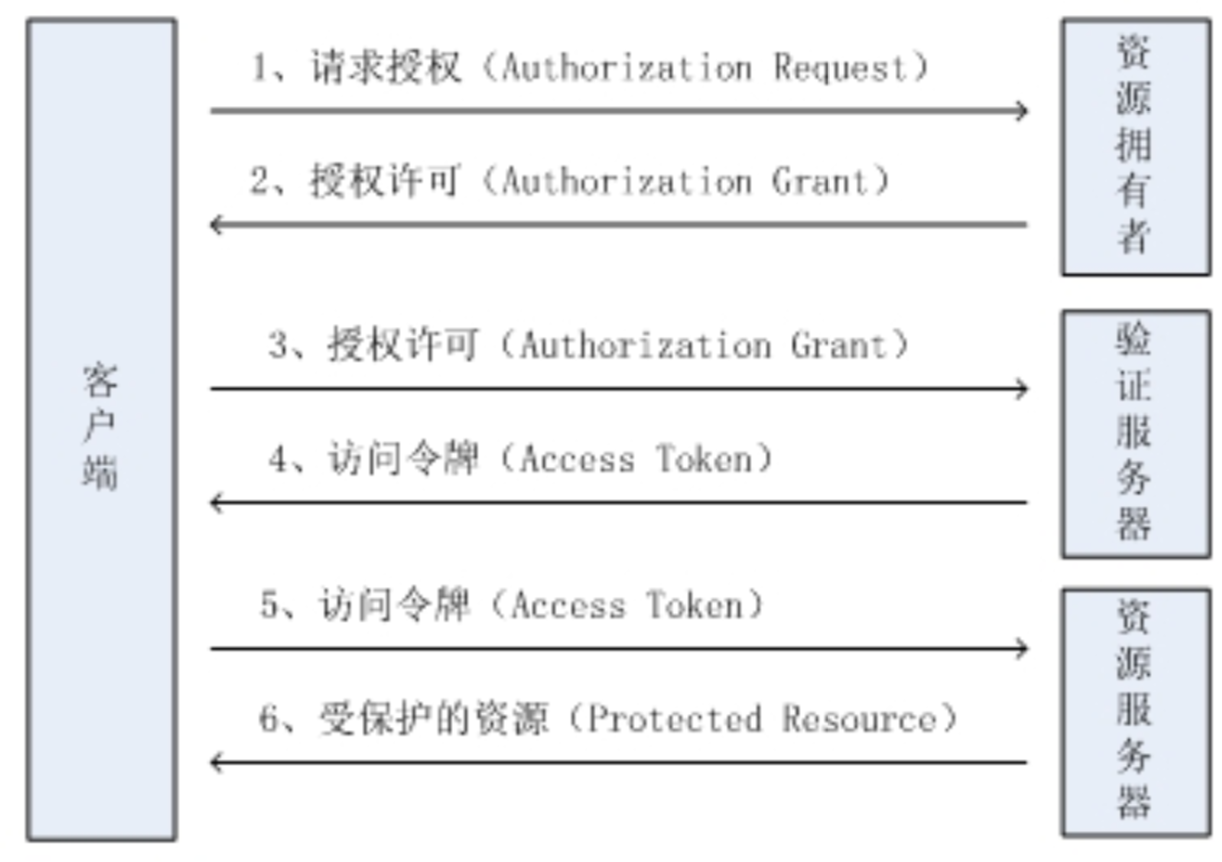 1、请求授权（Authorization Request）
2、授权许可（Authorization Grant）
资源拥有者
3、授权许可（Authorization Grant）
4、访问令牌（Access Token）
验证服务器
客户端
5、访问令牌（Access Token）
6、受保护的资源（Protected Resource）
资源服务器